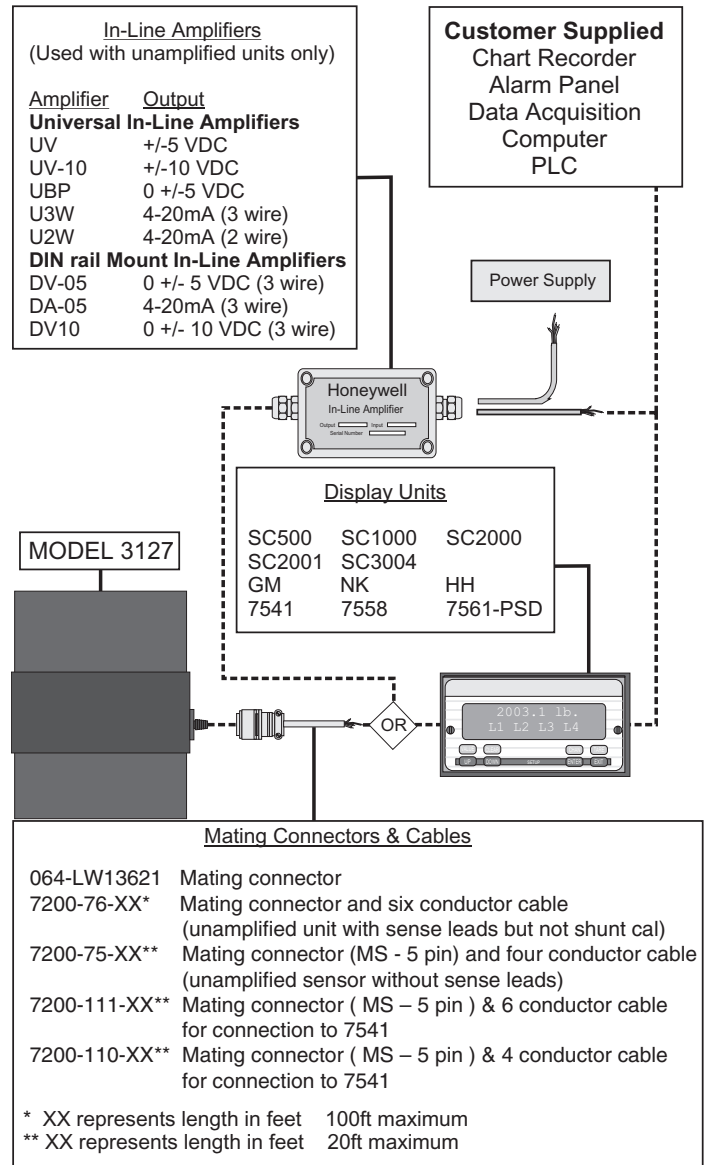 In-Line Amplifiers
(Used with unamplified units only)
Amplifier Output
Universal In-Line Amplifiers
UV +/-5 VDC
UV-10 +/-10 VDC
UBP 0 +/-5 VDC
U3W 4-20mA (3 wire)
U2W 4-20mA (2 wire)
DIN rail Mount In-Line Amplifiers
DV-05 0 +/- 5 VDC (3 wire)
DA-05 4-20mA (3 wire)
DV10 0 +/- 10 VDC (3 wire)
Customer Supplied
Chart Recorder
Alarm Panel
Data Acquisition
Computer
PLC
Power Supply
Honeywell
In-Line Amplifier
Output Input
Serial Number
Display Units
SC500 SC1000 SC2000
SC2001 SC3004
GM NK HH
7541 7558 7561-PSD
MODEL 3127
OR
2003.1 lb.
L1 L2 L3 L4
UP DOWN SETUP ENTER EXIT
Mating Connectors & Cables
064-LW13621 Mating connector
7200-76-XX* Mating connector and six conductor cable
(unamplified unit with sense leads but not shunt cal)
7200-75-XX** Mating connector (MS - 5 pin) and four conductor cable
(unamplified sensor without sense leads)
7200-111-XX** Mating connector ( MS – 5 pin ) & 6 conductor cable
for connection to 7541
7200-110-XX** Mating connector ( MS – 5 pin ) & 4 conductor cable
for connection to 7541
* XX represents length in feet 100ft maximum
** XX represents length in feet 20ft maximum